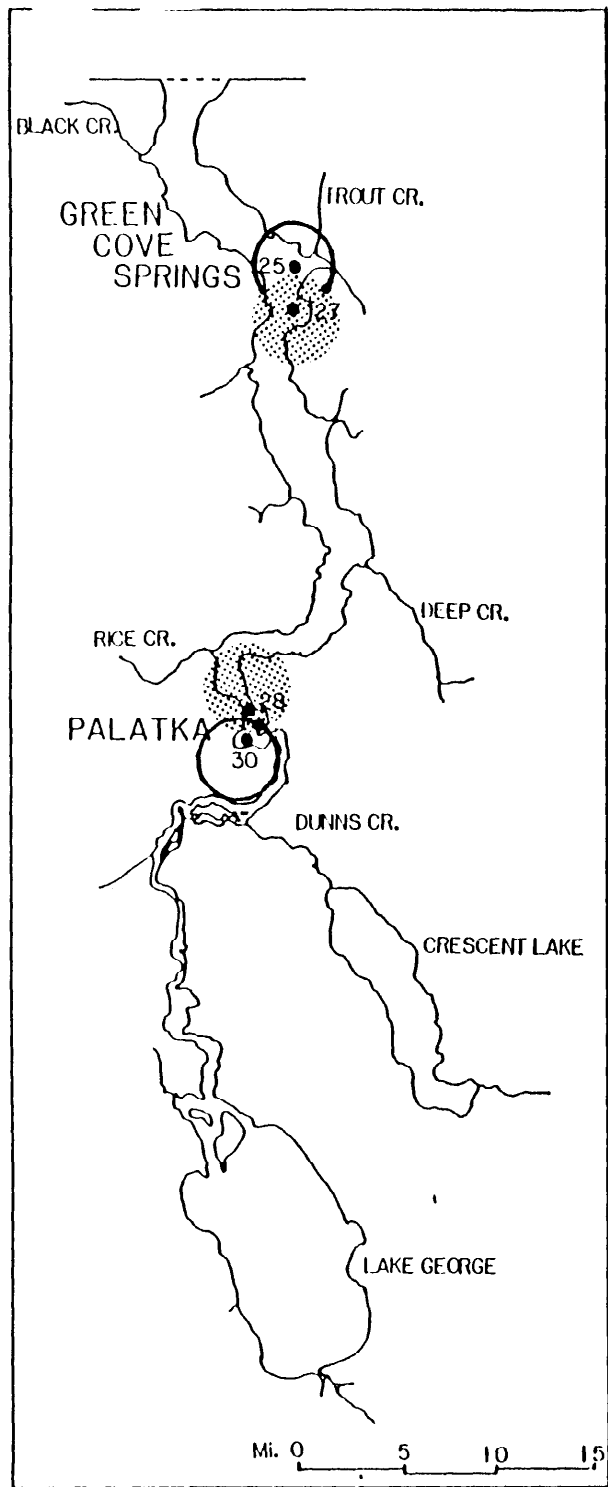 BLACK CR.
TROUT CR.
GREEN
COVE
SPRINGS
25
27
DEEP CR.
RICE CR.
28
PALATKA
30
DUNNS CR.
CRESCENT LAKE
LAKE GEORGE
Mi. 0 5 10 15